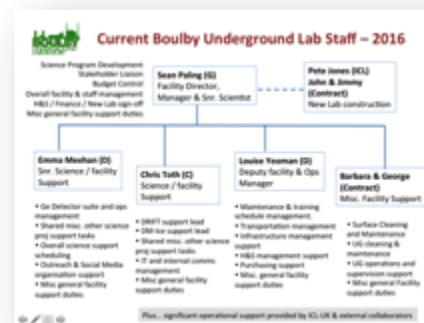 boulby
Current Boulby Underground Lab Staff – 2016
Science Program Development
Stakeholder Liaison
Budget Control
Overall facility & staff management
H&S / Finance / New Lab sign-off
Misc general facility support duties
Sean Paling (G)
Facility Director,
Manager & Snr. Scientist
Pete Jones (ICL)
John & Jimmy
(Contract)
New Lab construction
Emma Meehan (D)
Snr. Science / facility
Support
• Ge Detector suite and ops
management
• Shared misc. other science
proj support tasks
• Overall science support
scheduling
• Outreach & Social Media
organisation support
• Misc general facility
support duties
Chris Toth (C)
Science / facility
Support
• DRIFT support lead
• DM-Ice support lead
• Shared misc. other science
proj support tasks
• IT and internal comms
management
• Misc general facility
support duties
Louise Yeoman (D)
Deputy facility & Ops
Manager
• Maintenance & training
schedule management.
• Transportation management
• Infrastructure management
support
• H&S management support
• Purchasing support
• Misc general facility
support duties
Barbara & George
(Contract)
Misc. Facility Support
• Surface Cleaning
and Maintenance
• UG cleaning &
maintenance
• UG operations and
supervision support
• Misc general Facility
support duties
Plus... significant operational support provided by ICL UK & external collaborators